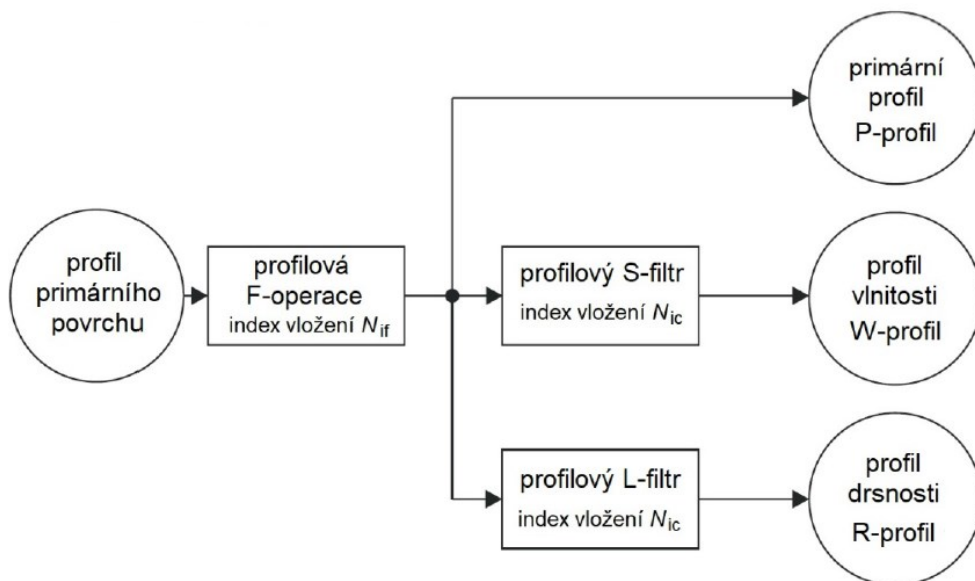 primární
profil
P-profil
profil
primárního
povrchu
profilová
F-operace
index vložení Nif
profilový S-filtr
index vložení Nic
profil
vlnitosti
W-profil
profilový L-filtr
index vložení Nic
profil
drsnosti
R-profil